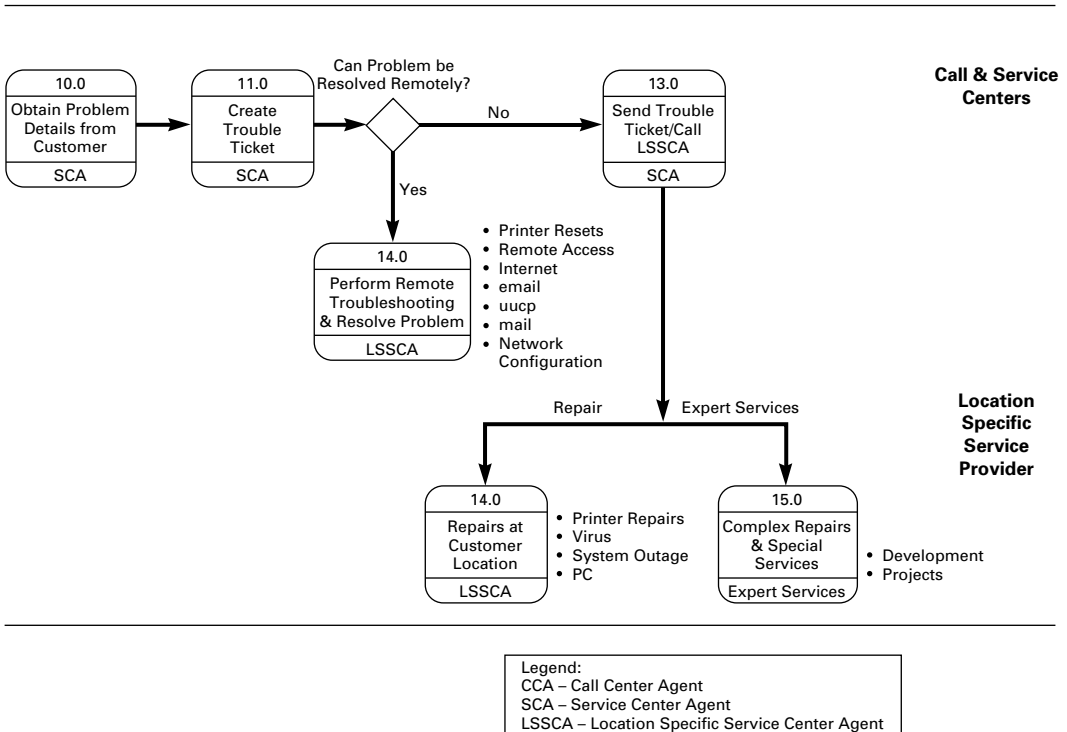 Call & Service
Centers
10.0
Obtain Problem
Details from
Customer
SCA
11.0
Create
Trouble
Ticket
SCA
Can Problem be
Resolved Remotely?
No
Yes
13.0
Send Trouble
Ticket/Call
LSSCA
SCA
14.0
Perform Remote
Troubleshooting
& Resolve Problem
LSSCA
• Printer Resets
• Remote Access
• Internet
• email
• uucp
• mail
• Network
Configuration
Location
Specific
Service
Provider
Repair
Expert Services
14.0
Repairs at
Customer
Location
LSSCA
• Printer Repairs
• Virus
• System Outage
• PC
15.0
Complex Repairs
& Special
Services
Expert Services
• Development
• Projects
Legend:
CCA – Call Center Agent
SCA – Service Center Agent
LSSCA – Location Specific Service Center Agent